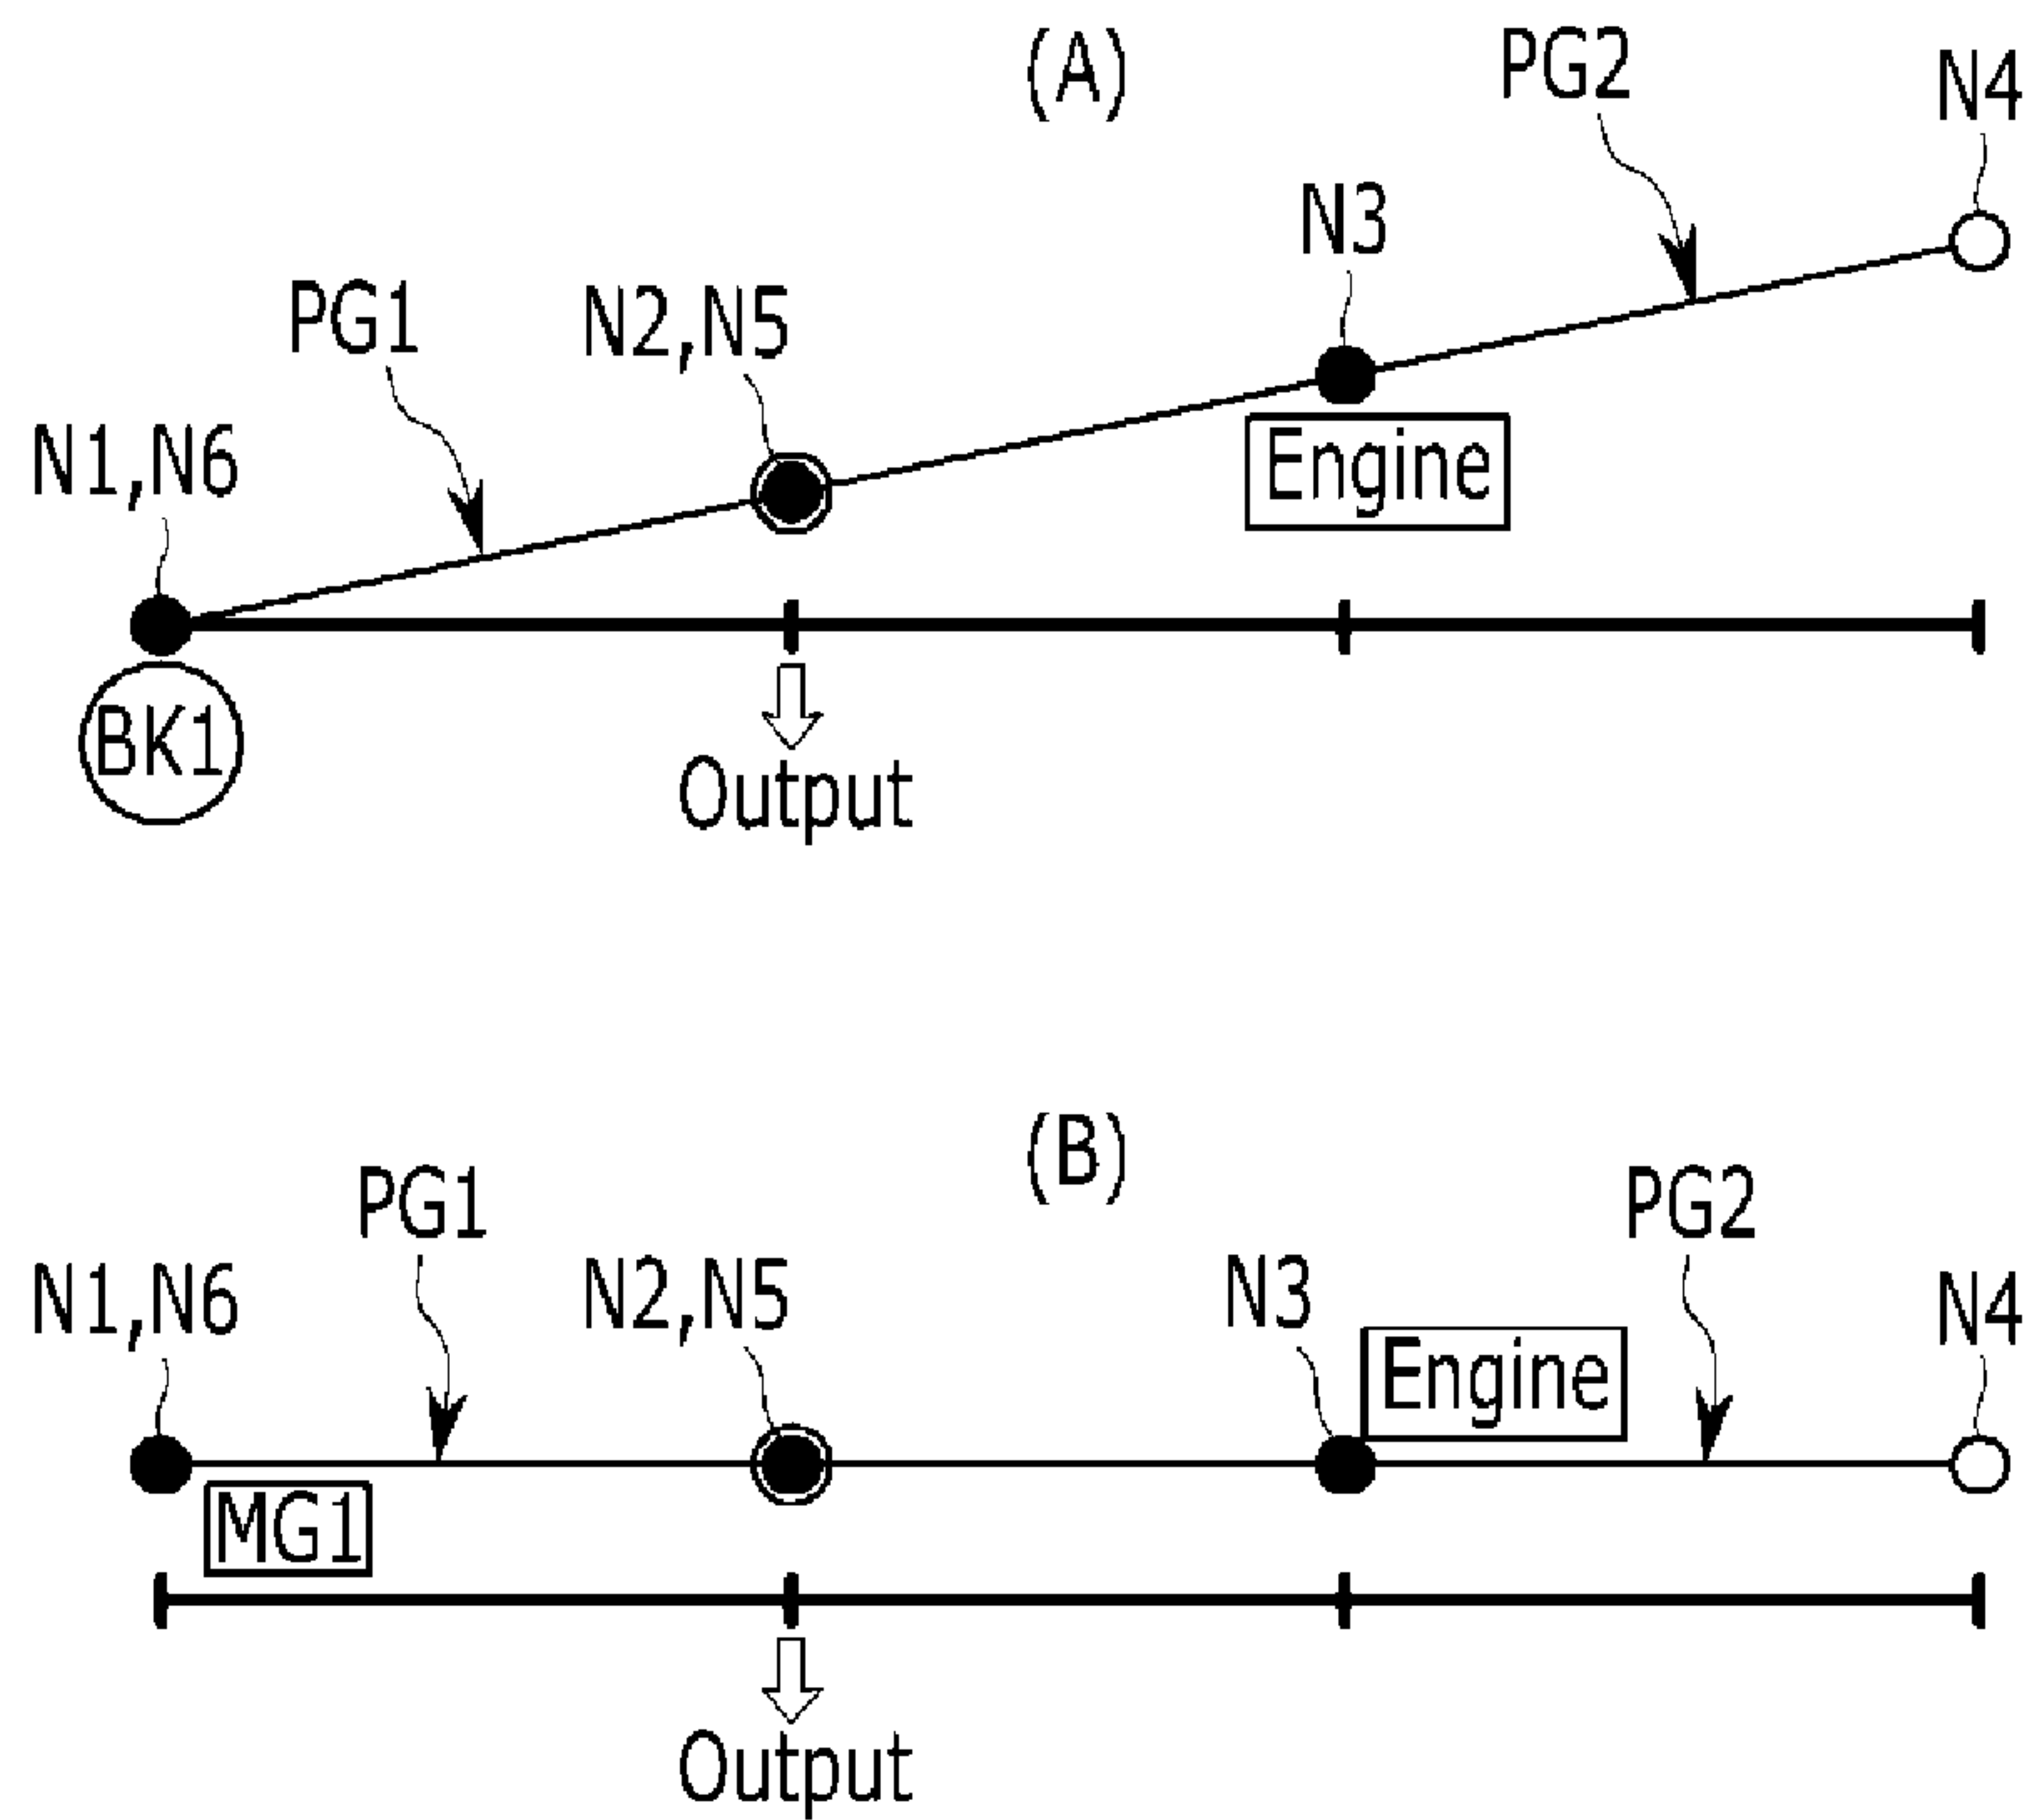 (A)
PG2
N4
N3
PG1
N2,N5
N1,N6
Engine
BK1
Output
(B)
PG1
PG2
N1,N6
N2,N5
N3
Engine
N4
MG1
Output